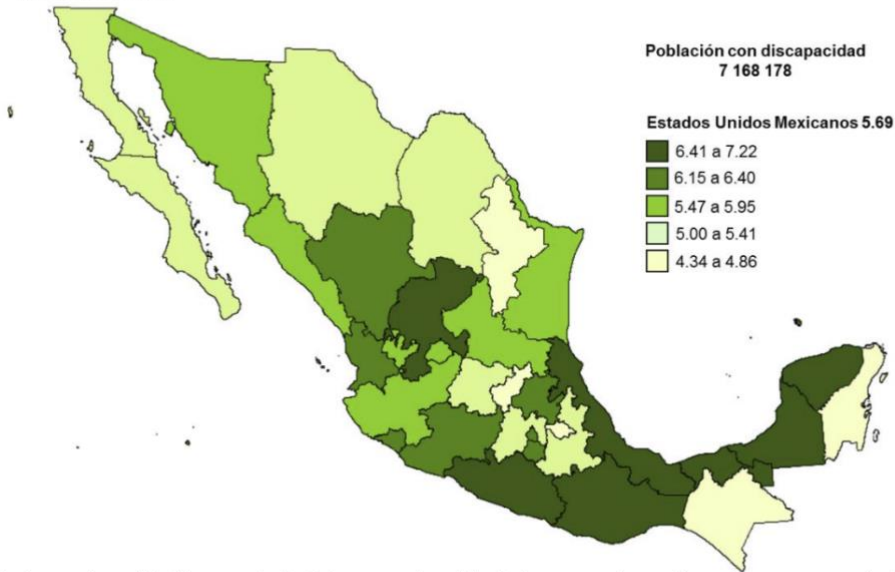 Población con discapacidad
7 168 178
Estados Unidos Mexicanos 5.69
6.41 a 7.22
6.15 a 6.40
5.47 a 5.95
5.00 a 5.41
4.34 a 4.86